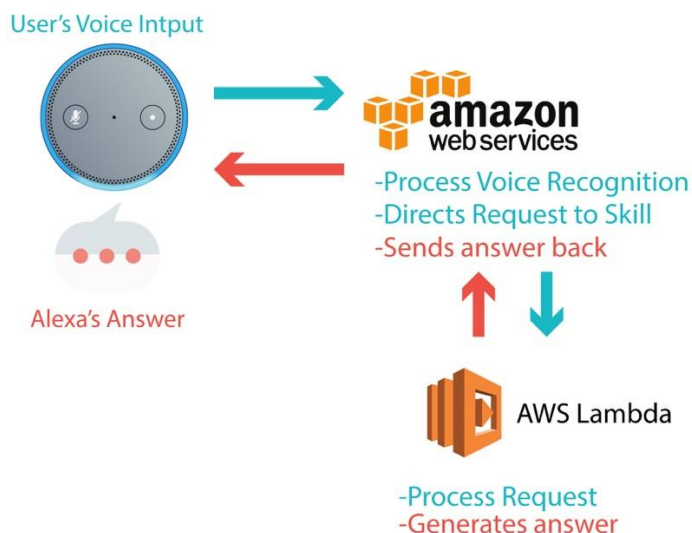 User's Voice Intput
amazon
web services
-Process Voice Recognition
-Directs Request to Skill
-Sends answer back
Alexa's Answer
AWS Lambda
-Process Request
-Generates answer